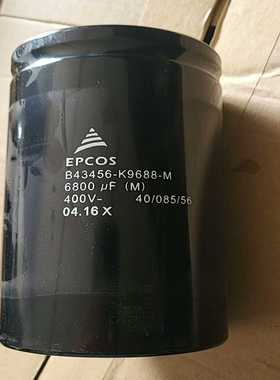 EPCOS
B43456-K9688-M
6800 µF (M)
400V- 40/085/56
04.16 X